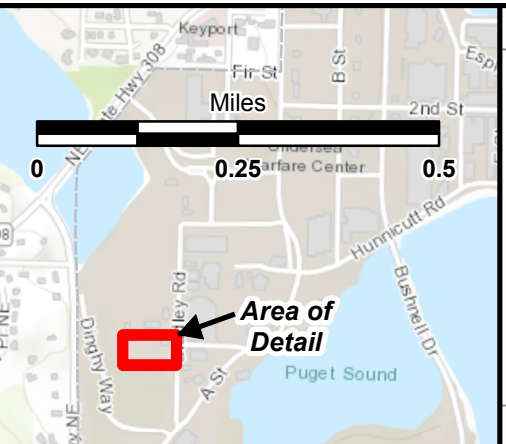 Keyport
NE State Hwy 308
Fir St
B St
Miles
2nd St
0
0.25
0.5
Undersea
Warfare Center
Hunnicutt Rd
Bushnell Dr
Area of
Detail
Dinghy Way
A St
Puget Sound